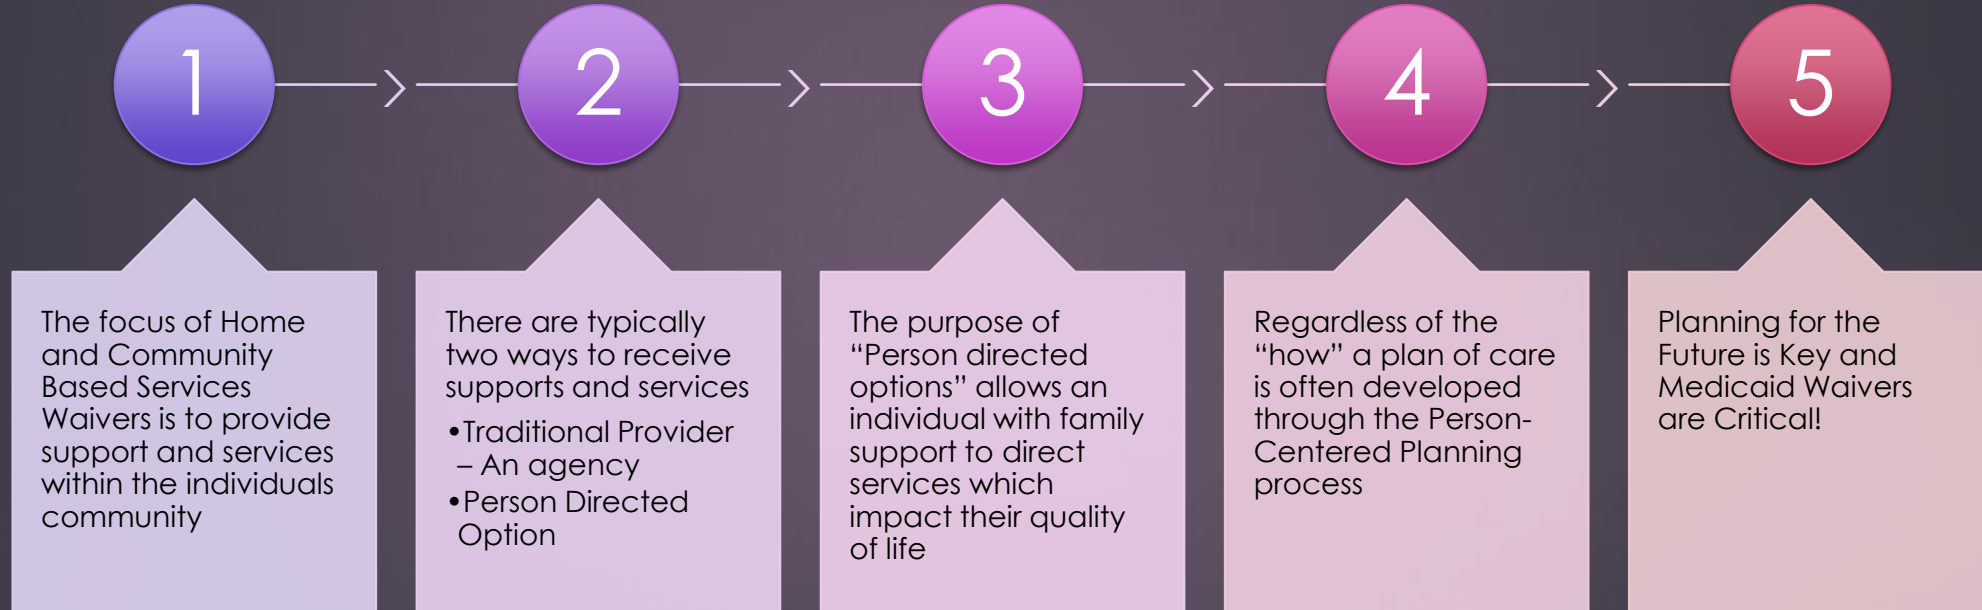 1
The focus of Home
and Community
Based Services
Waivers is to provide
support and services
within the individuals
community
2
There are typically
two ways to receive
supports and services
•Traditional Provider
– An agency
•Person Directed
Option
3
The purpose of
“Person directed
options” allows an
individual with family
support to direct
services which
impact their quality
of life
4
Regardless of the
“how” a plan of care
is often developed
through the Person-
Centered Planning
process
5
Planning for the
Future is Key and
Medicaid Waivers
are Critical!